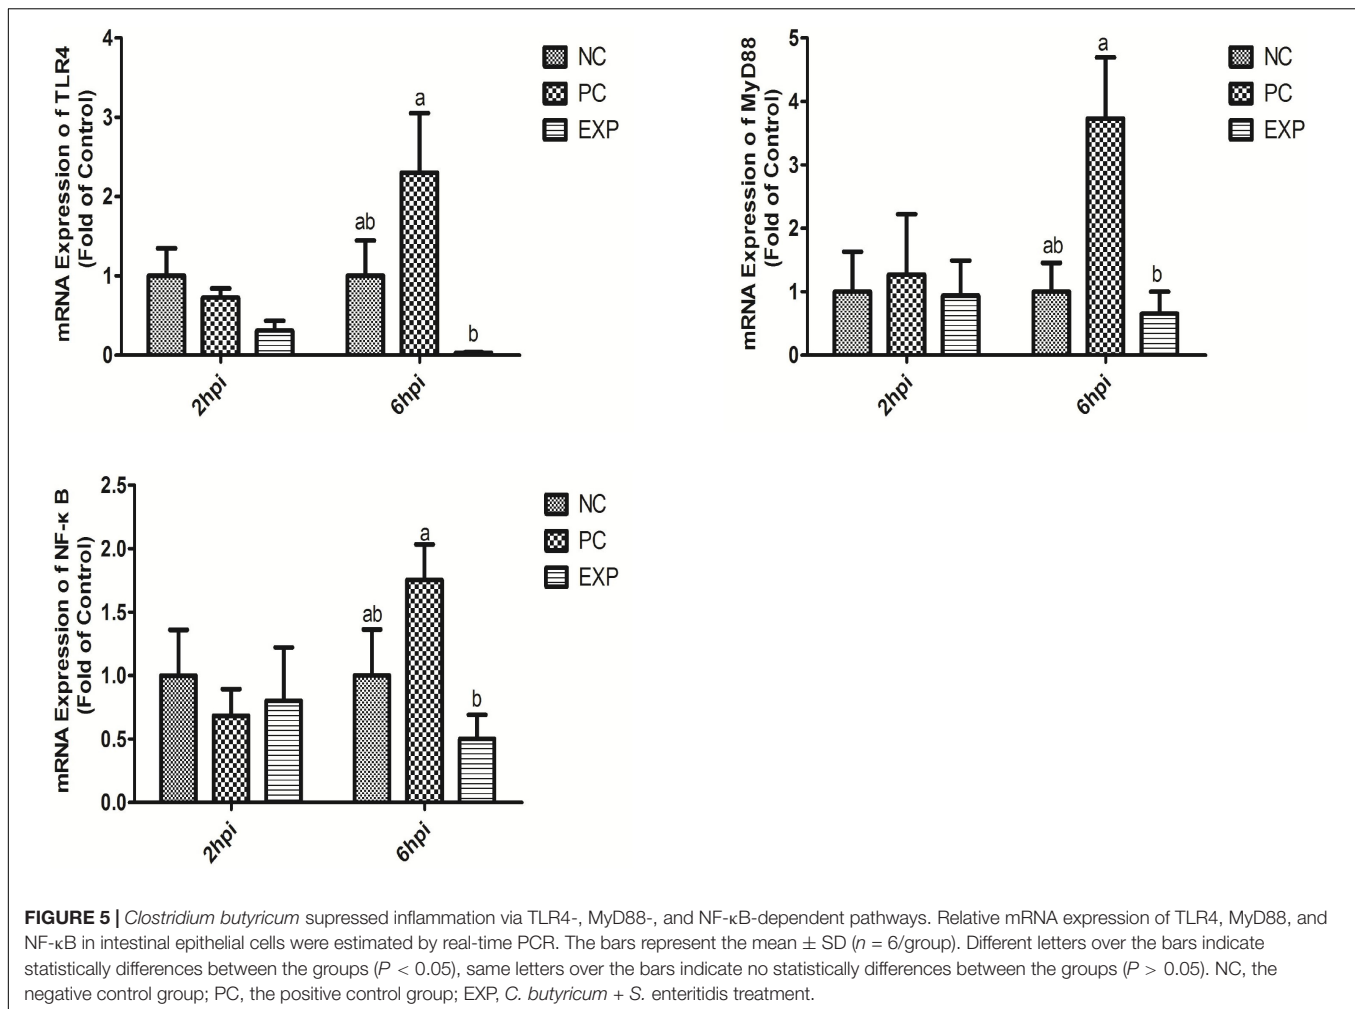 mRNA Expression of TLR4
(Fold of Control)
4
3
2
1
0
ab
a
b
2hpi
6hpi
NC
PC
EXP
mRNA Expression of MyD88
(Fold of Control)
5
4
3
2
1
0
ab
a
b
2hpi
6hpi
NC
PC
EXP
mRNA Expression of NF-κ B
(Fold of Control)
2.5
2.0
1.5
1.0
0.5
0.0
ab
a
b
2hpi
6hpi
NC
PC
EXP
FIGURE 5 | Clostridium butyricum supressed inflammation via TLR4-, MyD88-, and NF-κB-dependent pathways. Relative mRNA expression of TLR4, MyD88, and
NF-κB in intestinal epithelial cells were estimated by real-time PCR. The bars represent the mean ± SD (n = 6/group). Different letters over the bars indicate
statistically differences between the groups (P < 0.05), same letters over the bars indicate no statistically differences between the groups (P > 0.05). NC, the
negative control group; PC, the positive control group; EXP, C. butyricum + S. enteritidis treatment.